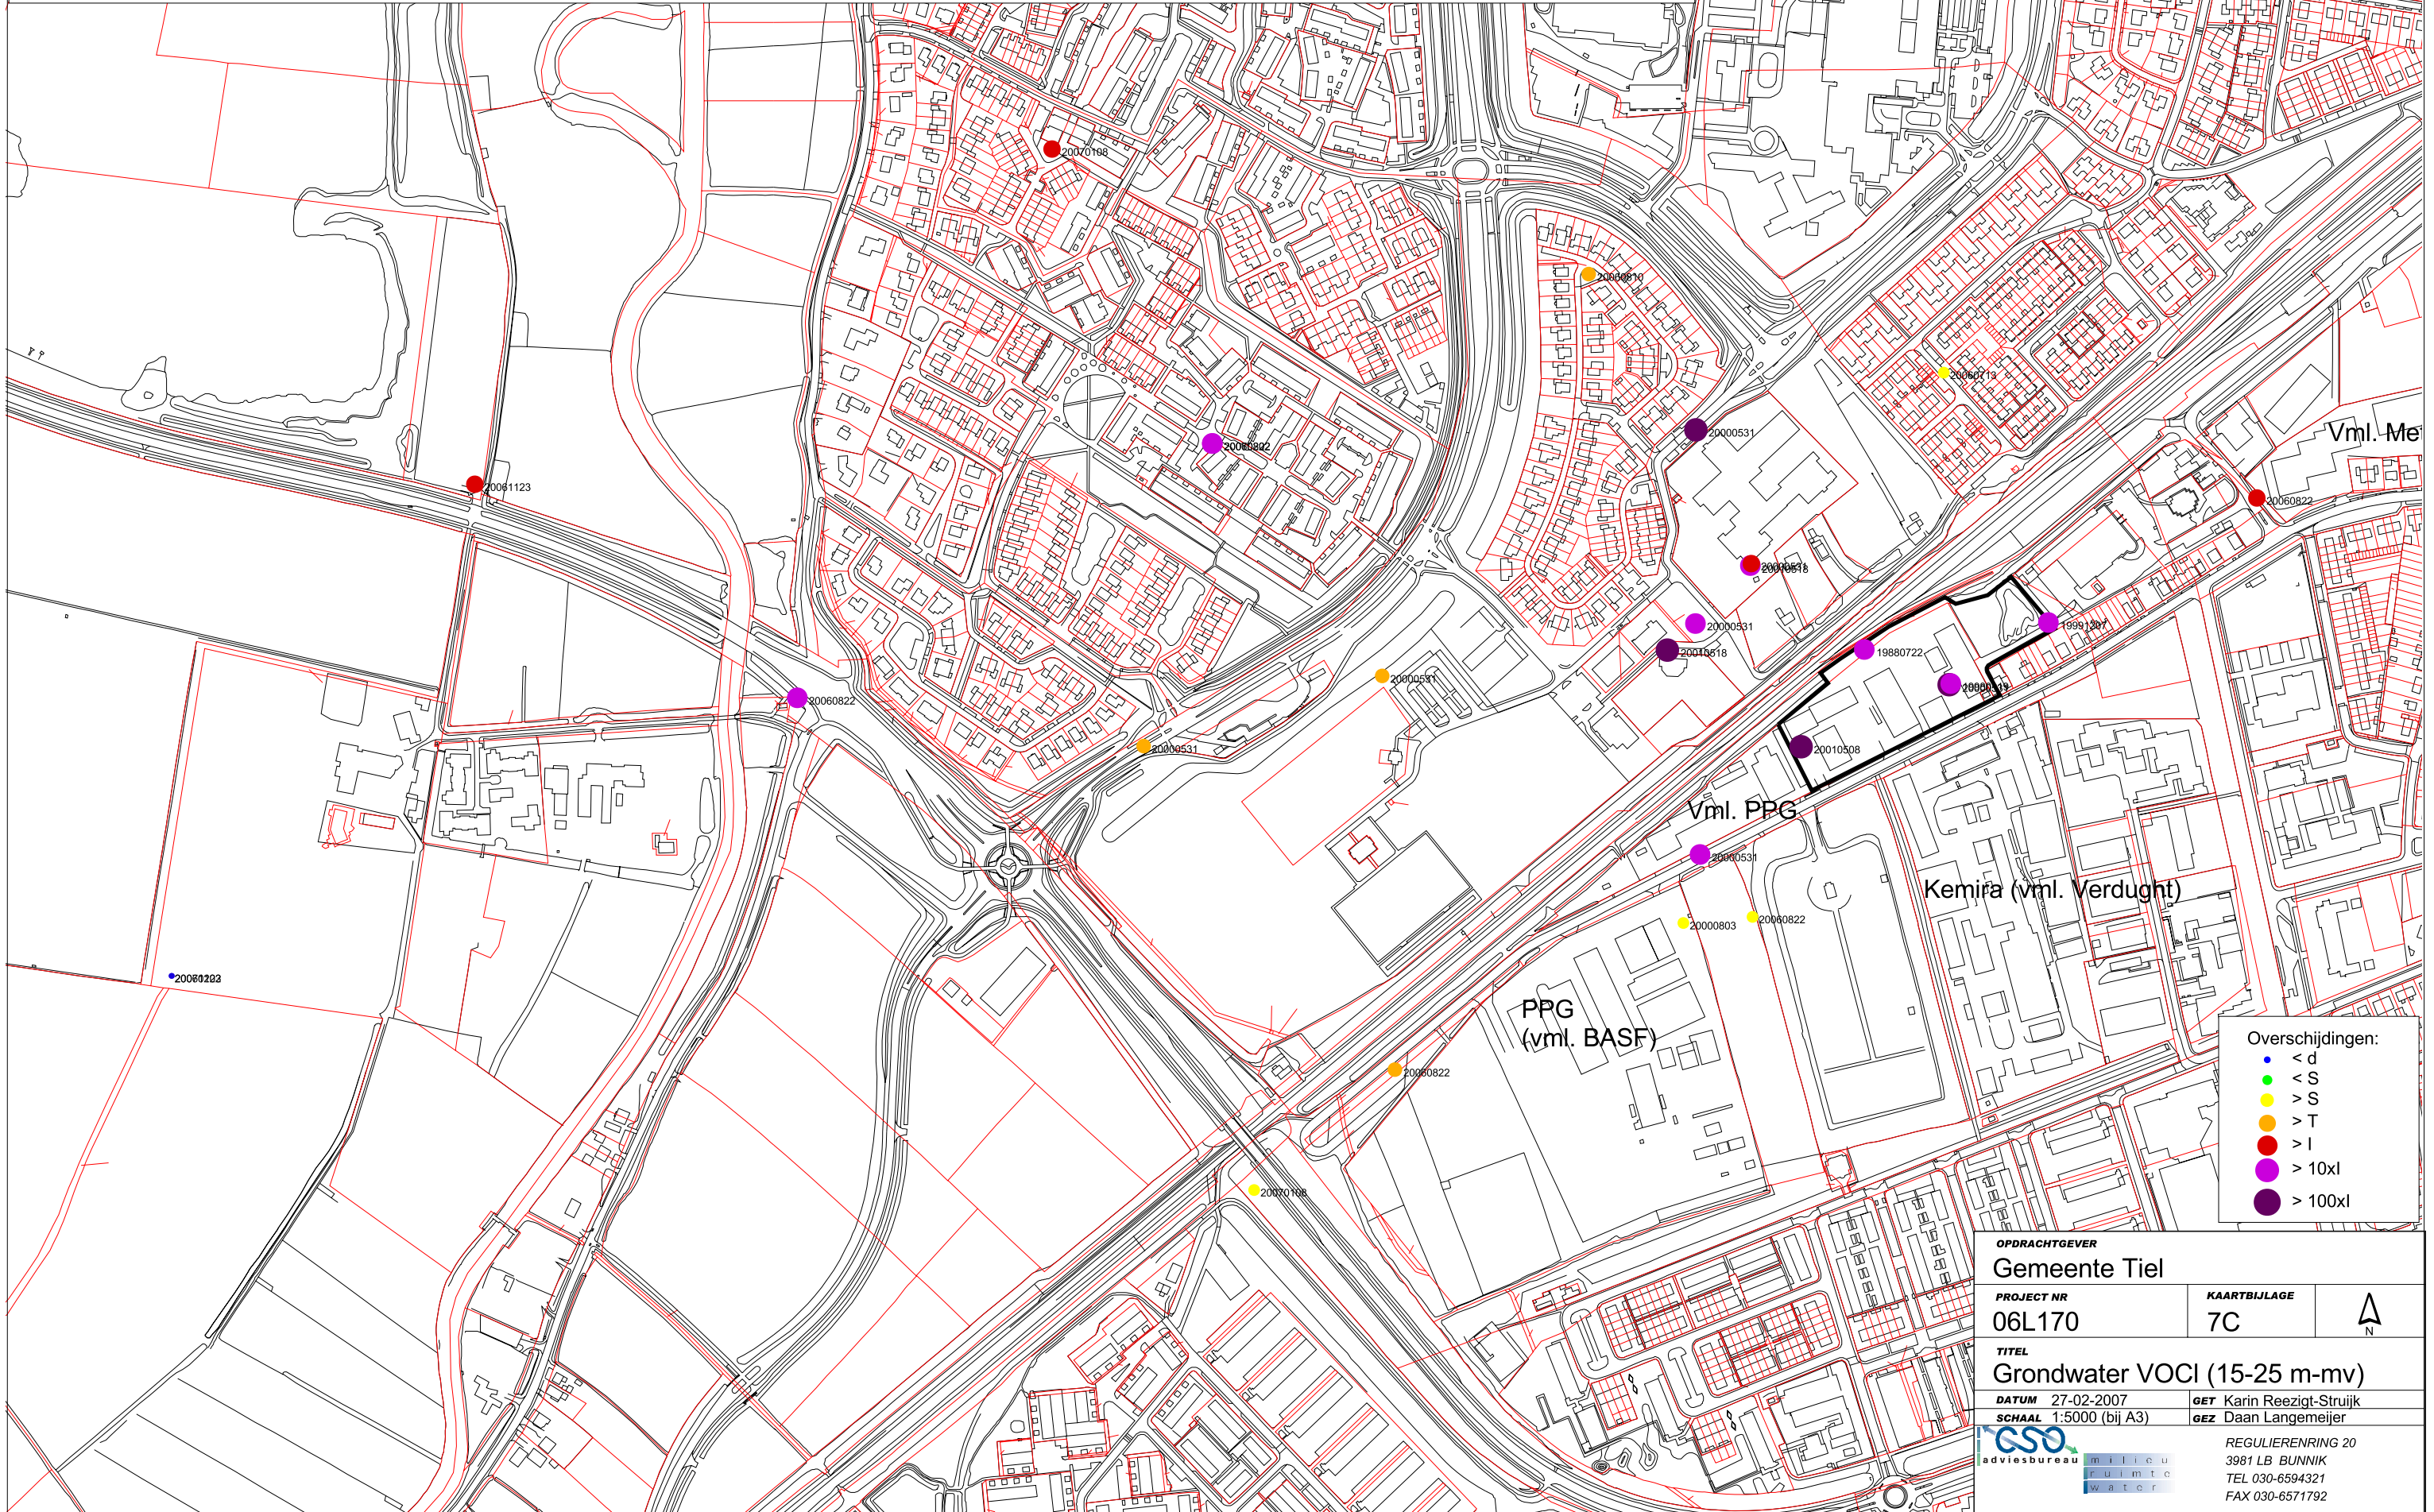 20070108
20060810
20060713
20000531
Vml. Me
20061123
20060822
20000531
19991207
19880722
20010518
20000531
20060822
20000531
20010508
Vml. PPG
20000531
Kemira (vml. Verdught)
20000803
20060822
PPG
(vml. BASF)
20060822
20070108
Overschijdingen:
< d
< S
> S
> T
> I
> 10xI
> 100xI
OPDRACHTGEVER
Gemeente Tiel
PROJECT NR
KAARTBIJLAGE
06L170
7C
N
TITEL
Grondwater VOCl (15-25 m-mv)
DATUM 27-02-2007
GET Karin Reezigt-Struijk
SCHAAL 1:5000 (bij A3)
GEZ Daan Langemeijer
CSO
adviesbureau
milieu
ruimte
water
REGULIERENRING 20
3981 LB BUNNIK
TEL 030-6594321
FAX 030-6571792